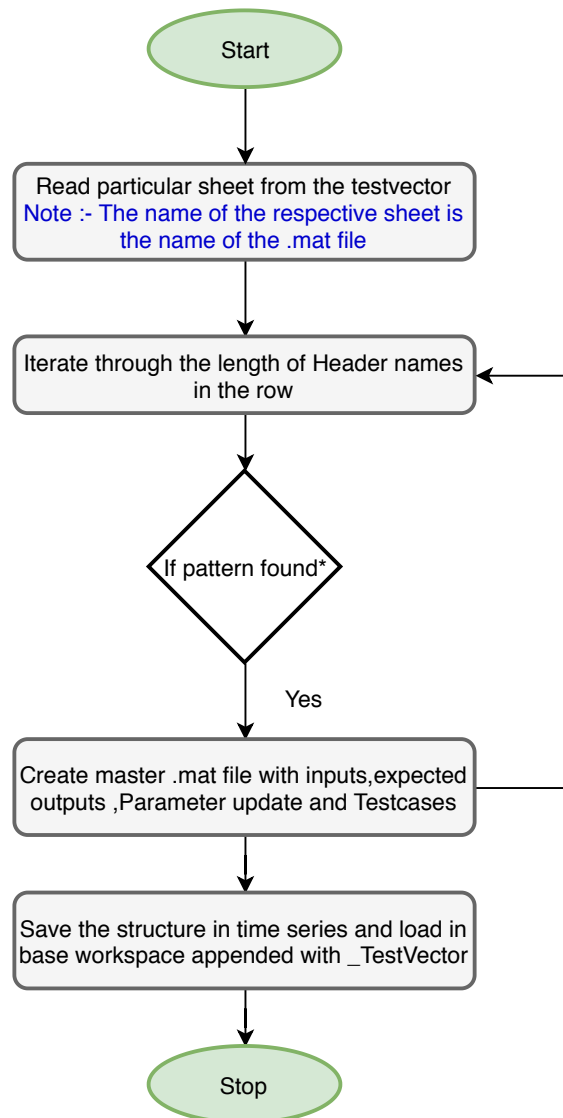 Start
Read particular sheet from the testvector
Note :- The name of the respective sheet is
the name of the .mat file
Iterate through the length of Header names
in the row
If pattern found*
Yes
Create master .mat file with inputs,expected
outputs ,Parameter update and Testcases
Save the structure in time series and load in
base workspace appended with _TestVector
Stop